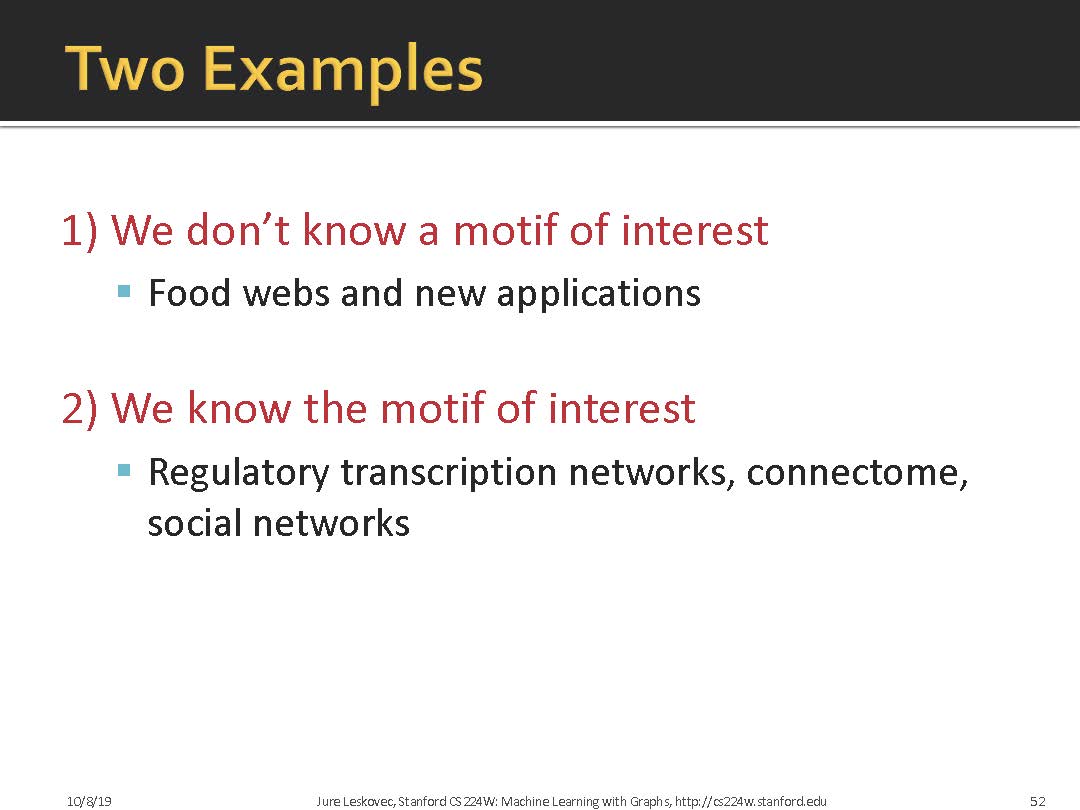 Two Examples
1) We don’t know a motif of interest
▪ Food webs and new applications
2) We know the motif of interest
▪ Regulatory transcription networks, connectome,
social networks
10/8/19 Jure Leskovec, Stanford CS224W: Machine Learning with Graphs, http://cs224w.stanford.edu 52